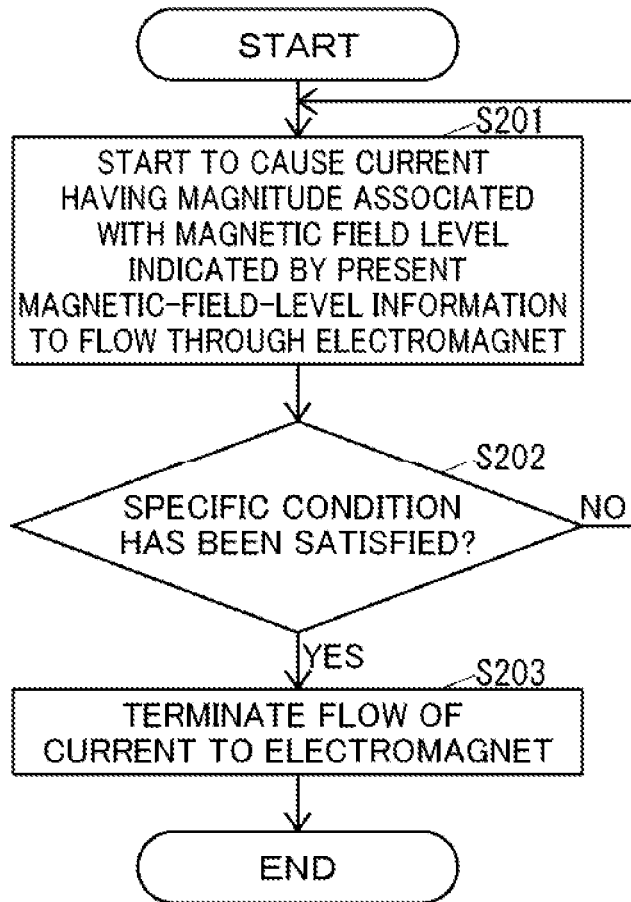 START
S201
START TO CAUSE CURRENT
HAVING MAGNITUDE ASSOCIATED
WITH MAGNETIC FIELD LEVEL
INDICATED BY PRESENT
MAGNETIC-FIELD-LEVEL INFORMATION
TO FLOW THROUGH ELECTROMAGNET
S202
SPECIFIC CONDITION
HAS BEEN SATISFIED?
NO
YES
S203
TERMINATE FLOW OF
CURRENT TO ELECTROMAGNET
END